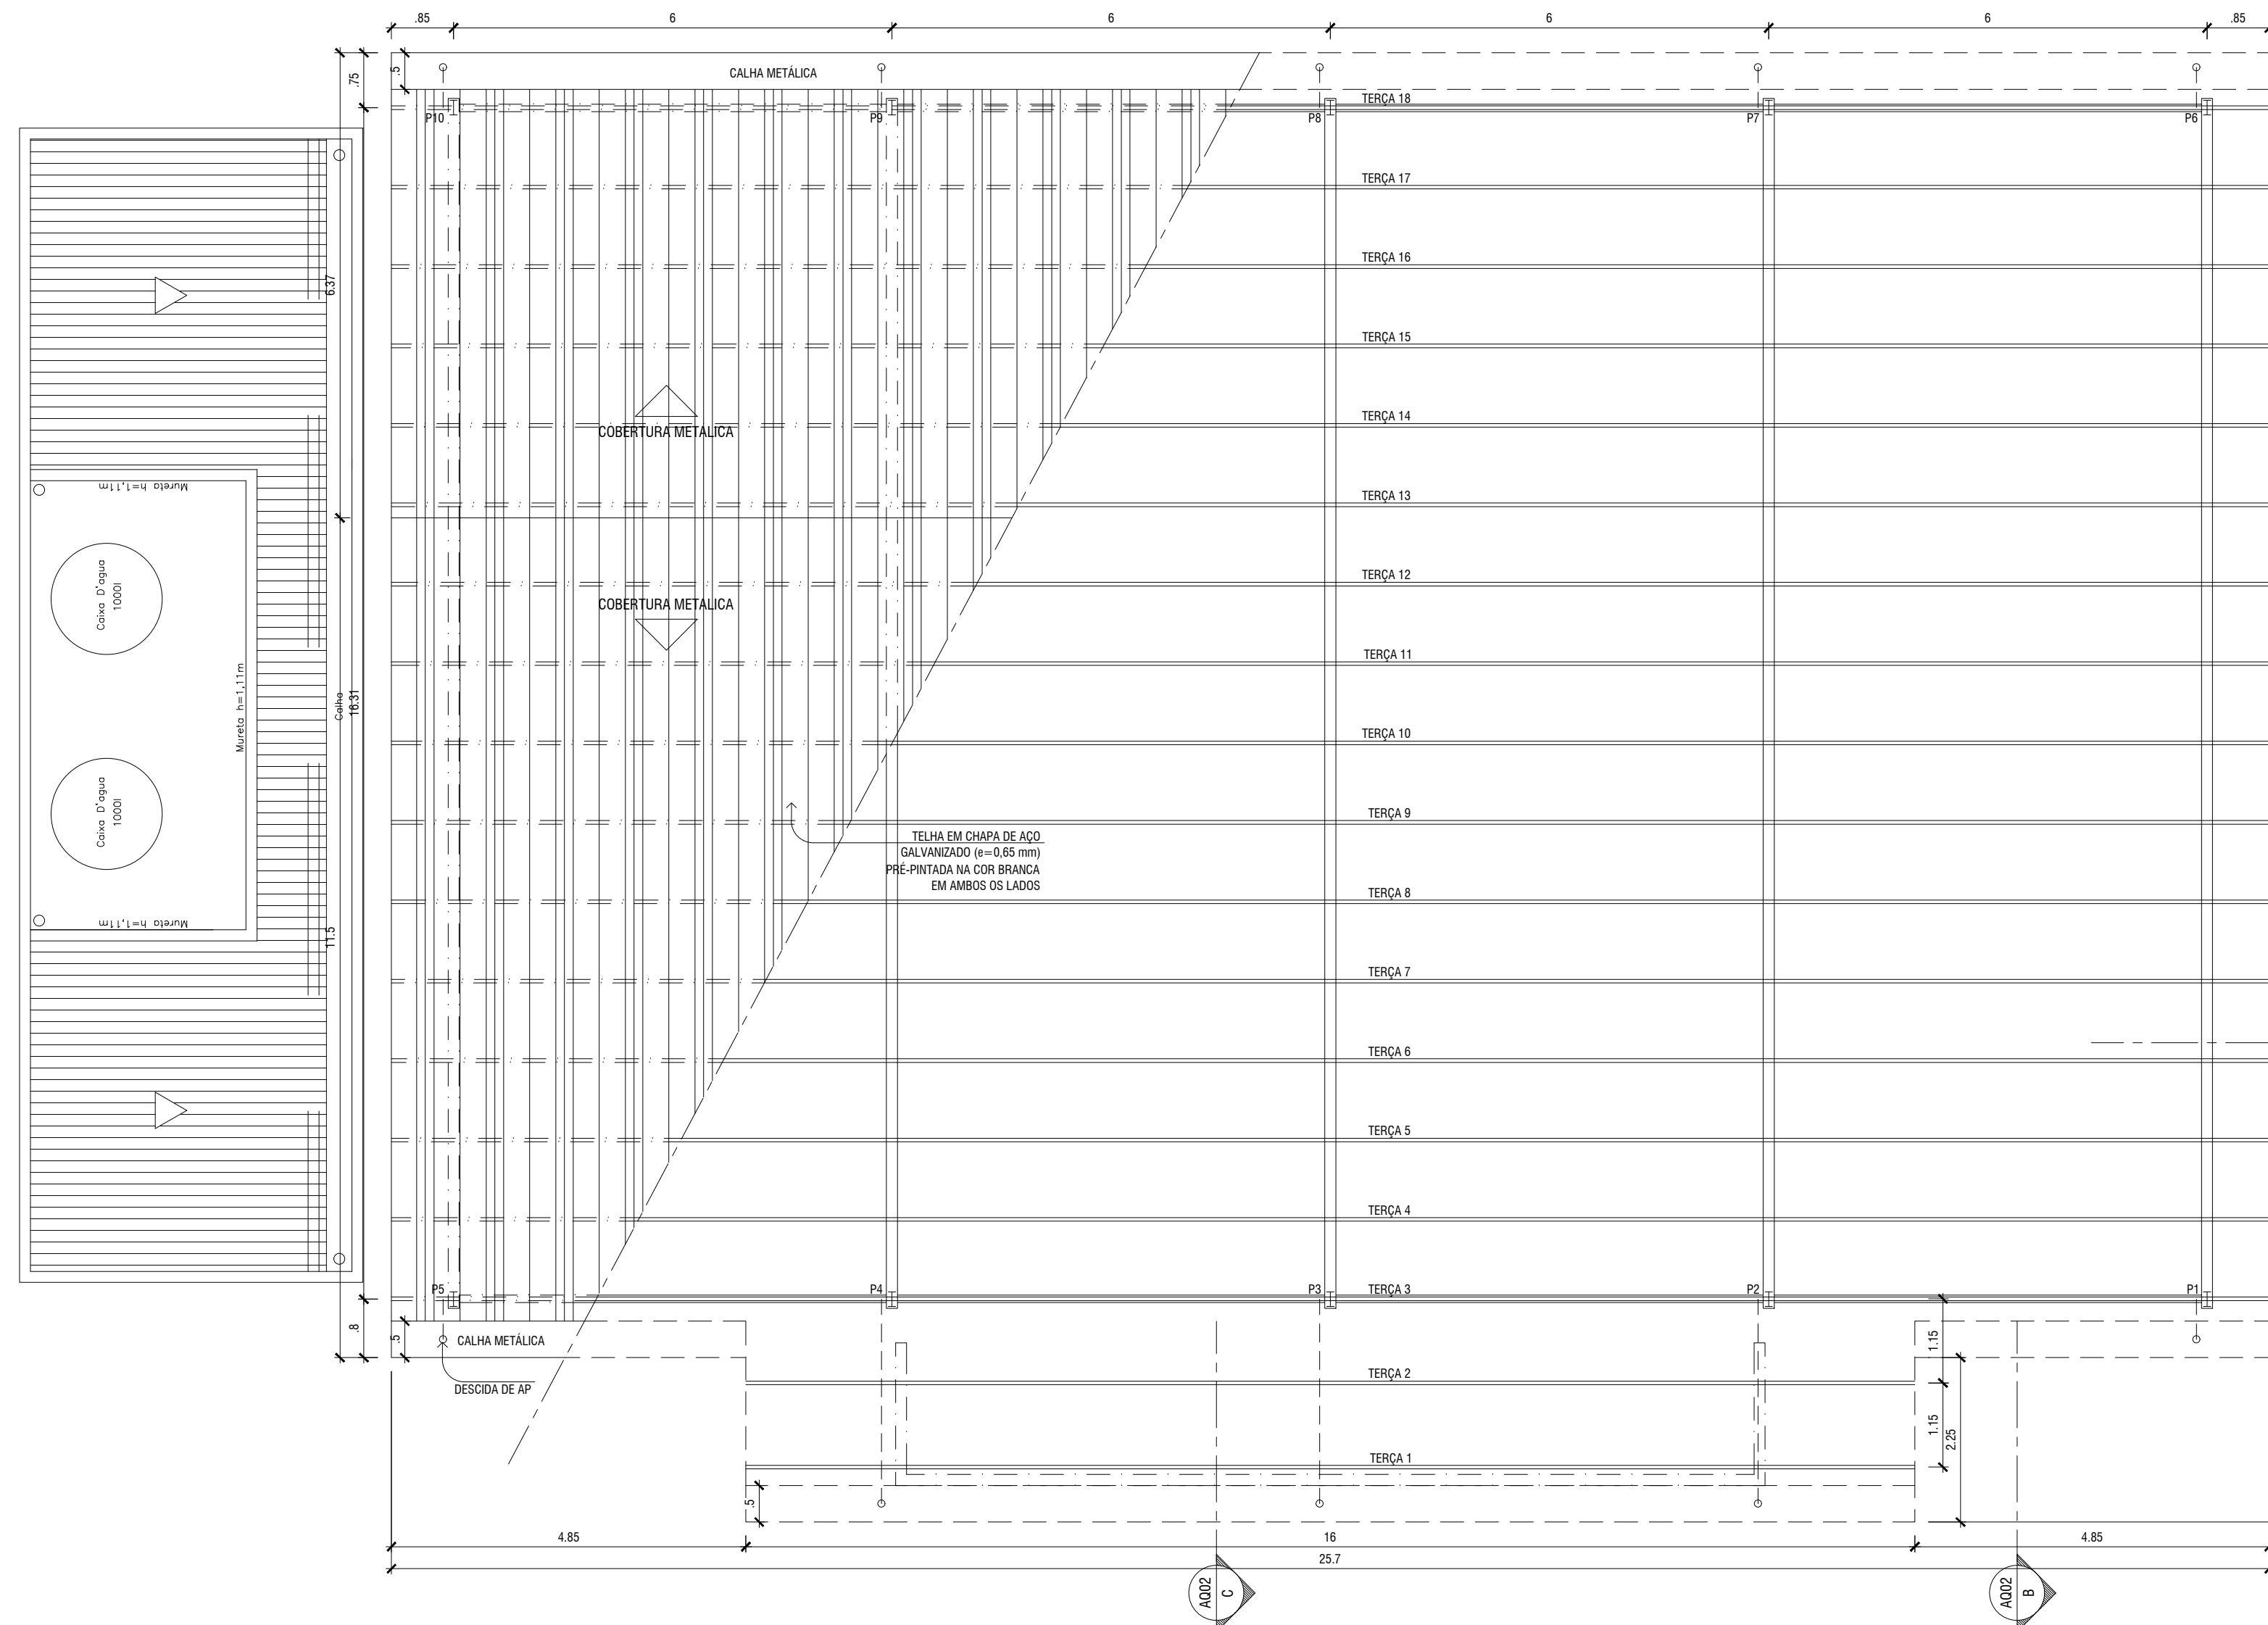 .85
6
6
6
6
.85
.75
.5
CALHA METÁLICA
TERÇA 18
P10
P9
P8
P7
P6
TERÇA 17
TERÇA 16
6.37
TERÇA 15
TERÇA 14
COBERTURA METÁLICA
Mureta h=1,11m
TERÇA 13
TERÇA 12
Caixa D'agua
1000l
COBERTURA METÁLICA
TERÇA 11
Mureta h=1,11m
Calha
16.31
TERÇA 10
Caixa D'agua
1000l
TERÇA 9
TELHA EM CHAPA DE AÇO
GALVANIZADO (e=0,65 mm)
PRÉ-PINTADA NA COR BRANCA
EM AMBOS OS LADOS
TERÇA 8
Mureta h=1,11m
11.5
TERÇA 7
TERÇA 6
TERÇA 5
TERÇA 4
P5
P4
P3
TERÇA 3
P2
P1
.8
.5
CALHA METÁLICA
1.15
TERÇA 2
DESCIDA DE AP
1.15
2.25
TERÇA 1
.5
4.85
16
4.85
25.7
AQ02
C
AQ02
B